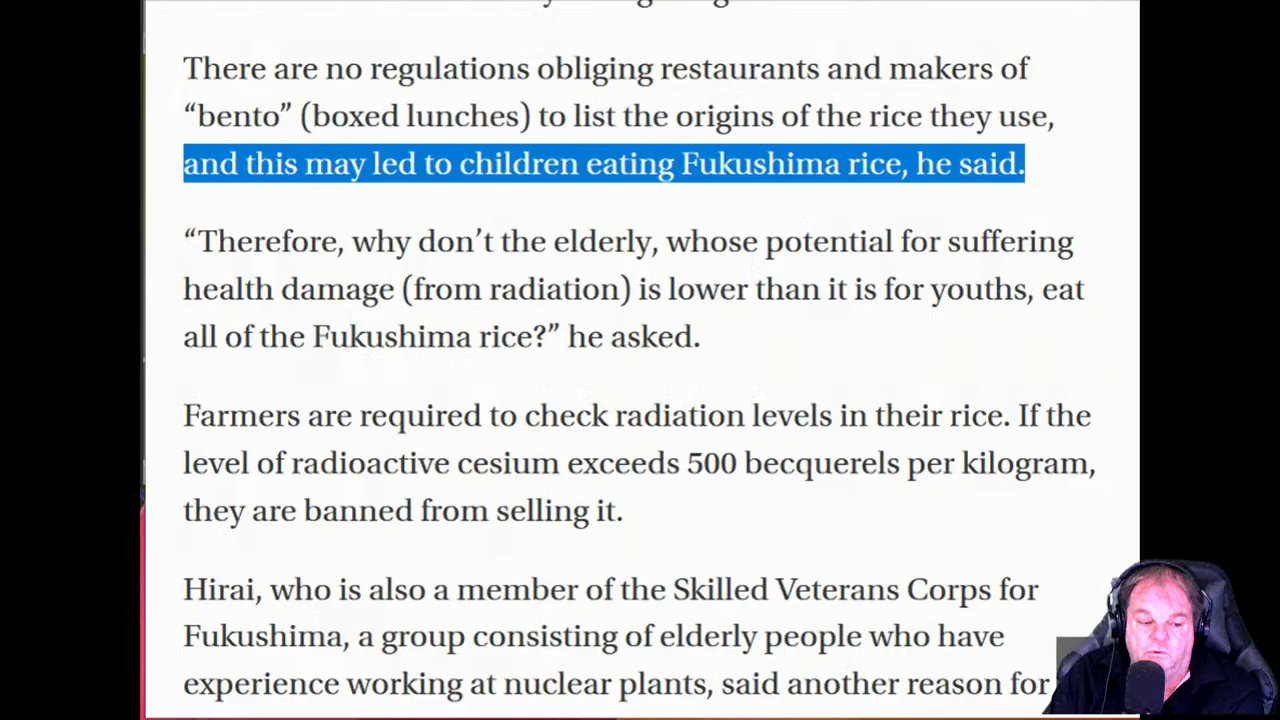 There are no regulations obliging restaurants and makers of
“bento” (boxed lunches) to list the origins of the rice they use,
and this may led to children eating Fukushima rice, he said.
“Therefore, why don’t the elderly, whose potential for suffering
health damage (from radiation) is lower than it is for youths, eat
all of the Fukushima rice?” he asked.
Farmers are required to check radiation levels in their rice. If the
level of radioactive cesium exceeds 500 becquerels per kilogram,
they are banned from selling it.
Hirai, who is also a member of the Skilled Veterans Corps for
Fukushima, a group consisting of elderly people who have
experience working at nuclear plants, said another reason for